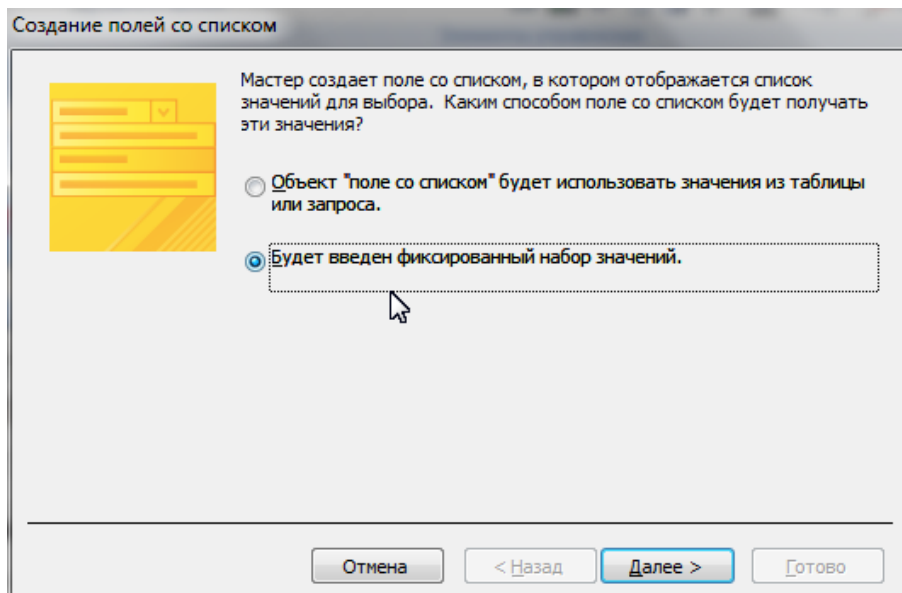 Создание полей со списком
Мастер создает поле со списком, в котором отображается список
значений для выбора. Каким способом поле со списком будет получать
эти значения?
Объект "поле со списком" будет использовать значения из таблицы
или запроса.
Будет введен фиксированный набор значений.
Отмена
< Назад
Далее >
Готово